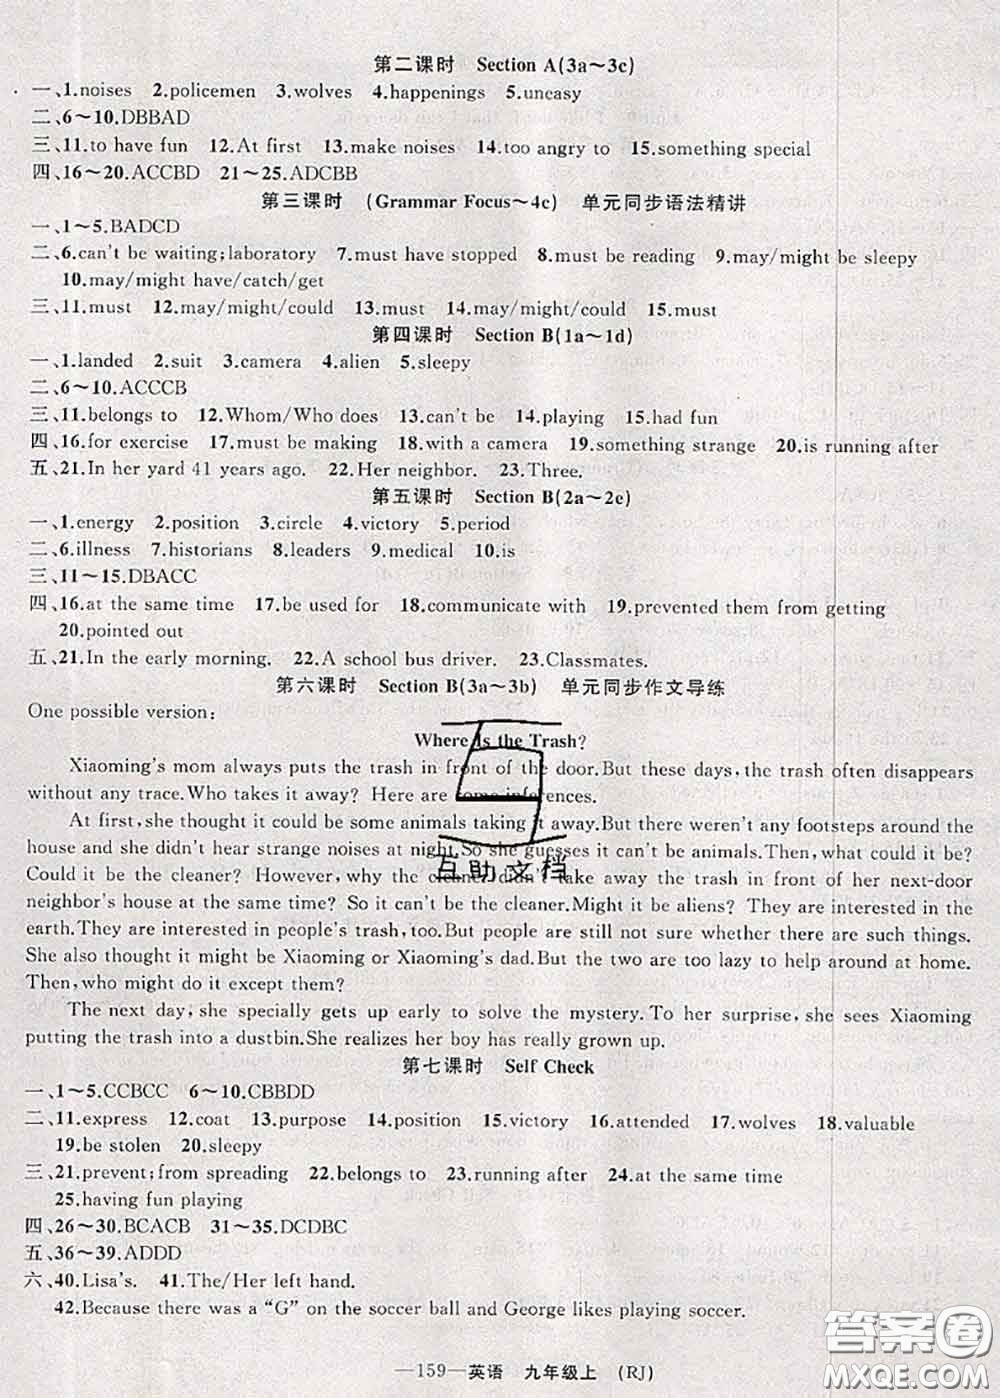 第二课时 Section A(3a～3c)
一、1.noises 2.policemen 3.wolves 4.happenings 5.uneasy
二、6～10.DBBAD
三、11.to have fun 12.At first 13.make noises 14.too angry to 15.something special
四、16～20.ACCBD 21～25.ADCBB
第三课时 (Grammar Focus～4c) 单元同步语法精讲
一、1～5.BADCD
二、6.can't be waiting;laboratory 7.must have stopped 8.must be reading 9.may/might be sleepy
10.may/might have/catch/get
三、11.must 12.may/might/could 13.must 14.may/might/could 15.must
第四课时 Section B(1a～1d)
一、1.landed 2.suit 3.camera 4.alien 5.sleepy
二、6～10.ACCCB
三、11.belongs to 12.Whom/Who does 13.can't be 14.playing 15.had fun
四、16.for exercise 17.must be making 18.with a camera 19.something strange 20.is running after
五、21.In her yard 41 years ago. 22.Her neighbor. 23.Three.
第五课时 Section B(2a～2e)
一、1.energy 2.position 3.circle 4.victory 5.period
二、6.illness 7.historians 8.leaders 9.medical 10.is
三、11～15.DBACC
四、16.at the same time 17.be used for 18.communicate with 19.prevented them from getting
20.pointed out
五、21.In the early morning. 22.A school bus driver. 23.Classmates.
第六课时 Section B(3a～3b) 单元同步作文导练
One possible version:
Where Is the Trash?
Xiaoming's mom always puts the trash in front of the door.But these days,the trash often disappears
without any trace.Who takes it away? Here are some inferences.
At first,she thought it could be some animals taking it away.But there weren't any footsteps around the
house and she didn't hear strange noises at night.So she guesses it can't be animals.Then,what could it be?
Could it be the cleaner? However,why the cleaner didn't take away the trash in front of her next-door
neighbor's house at the same time? So it can't be the cleaner.Might it be aliens? They are interested in the
earth.They are interested in people's trash,too.But people are still not sure whether there are such things.
She also thought it might be Xiaoming or Xiaoming's dad.But the two are too lazy to help around at home.
Then,who might do it except them?
The next day,she specially gets up early to solve the mystery.To her surprise,she sees Xiaoming
putting the trash into a dustbin.She realizes her boy has really grown up.
第七课时 Self Check
一、1～5.CCBCC 6～10.CBBDD
二、11.express 12.coat 13.purpose 14.position 15.victory 16.attended 17.wolves 18.valuable
19.be stolen 20.sleepy
三、21.prevent;from spreading 22.belongs to 23.running after 24.at the same time
25.having fun playing
四、26～30.BCACB 31～35.DCDBC
五、36～39.ADDD
六、40.Lisa's. 41.The/Her left hand.
42.Because there was a “G” on the soccer ball and George likes playing soccer.
—159—英语 九年级上 (RJ)
互助文档
答案圈
MXQE.COM